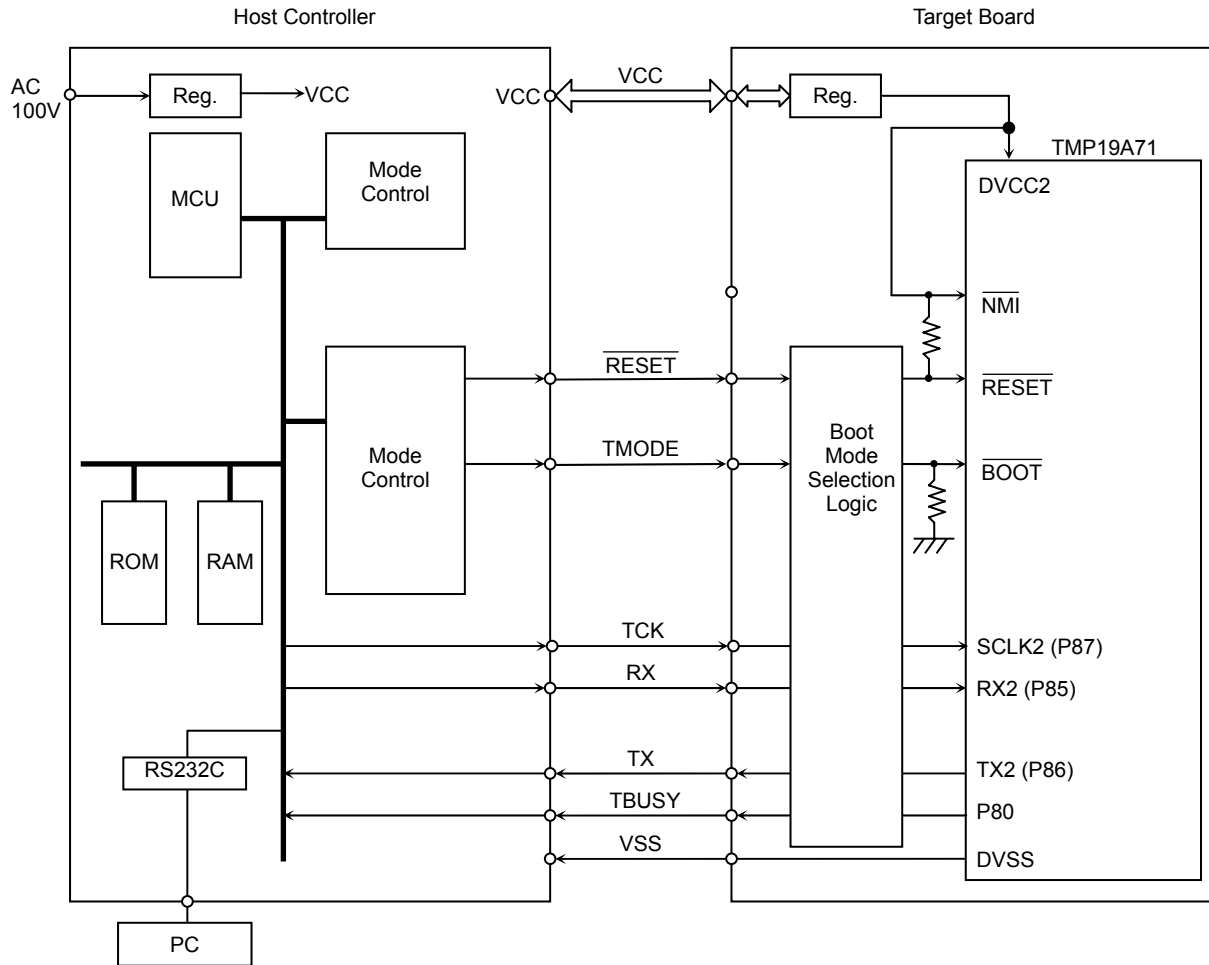 Host Controller
Target Board
AC
100V
Reg.
VCC
VCC
VCC
Reg.
TMP19A71
MCU
Mode
Control
DVCC2
NMI
RESET
RESET
Mode
Control
TMODE
Boot
Mode
Selection
Logic
BOOT
ROM
RAM
TCK
SCLK2 (P87)
RX
RX2 (P85)
RS232C
TX
TX2 (P86)
TBUSY
P80
VSS
DVSS
PC